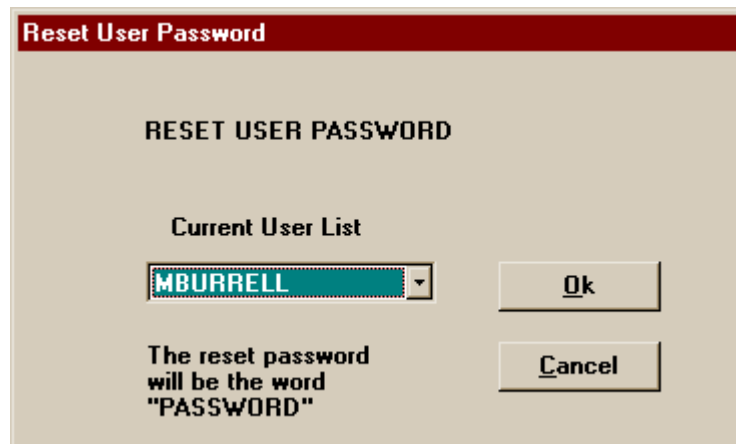 Reset User Password
RESET USER PASSWORD
Current User List
MBURRELL
Ok
The reset password
will be the word
"PASSWORD"
Cancel